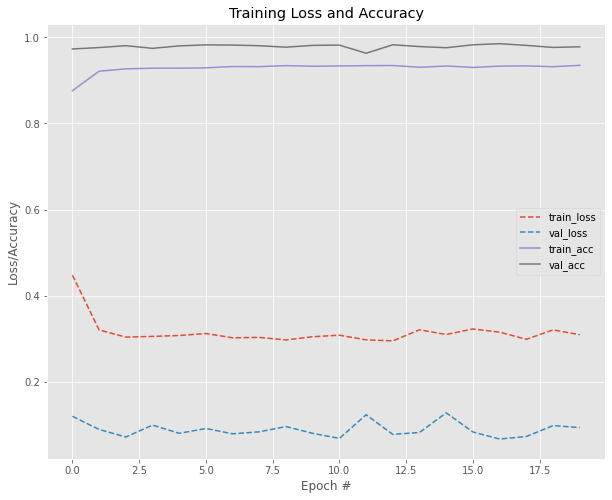 Training Loss and Accuracy
1.0
0.8
0.6
0.4
0.2
Loss/Accuracy
train_loss
val_loss
train_acc
val_acc
0.0 2.5 5.0 7.5 10.0 12.5 15.0 17.5
Epoch #